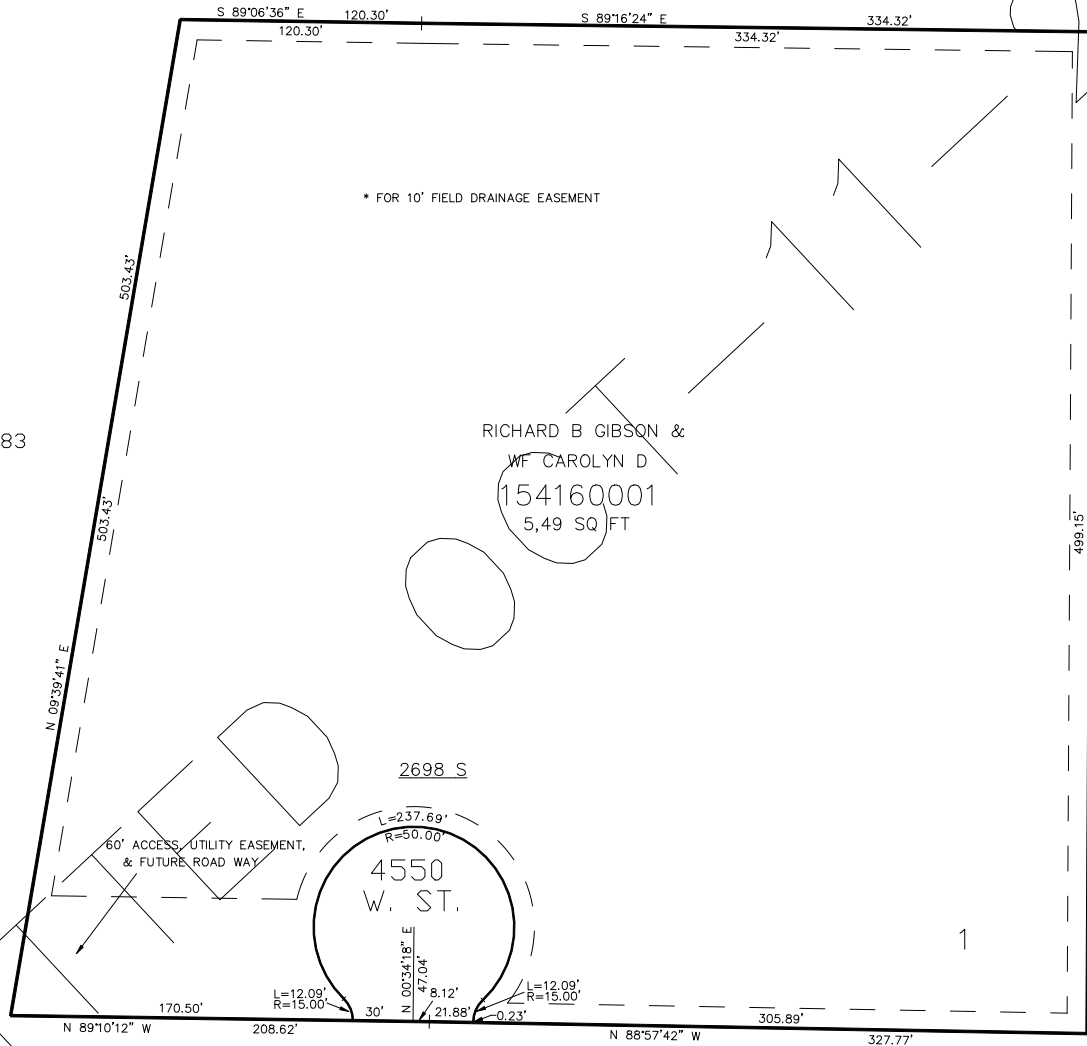 S 89°06'36" E 120.30' S 89°16'24" E 334.32'
120.30' 334.32'
* FOR 10' FIELD DRAINAGE EASEMENT
503.43'
83
RICHARD B GIBSON &
WF CAROLYN D
154160001
5,49 SQ FT
503.43'
499.15'
N 09°39'41" E
2698 S
L=237.69'
R=50.00'
60' ACCESS, UTILITY EASEMENT,
& FUTURE ROAD WAY
4550
W. ST.
1
N 00°34'18" E
47.04'
L=12.09'
R=15.00'
8.12'
L=12.09'
R=15.00'
170.50' 30' 21.88' 0.23' 305.89'
N 89°10'12" W 208.62' N 88°57'42" W 327.77'